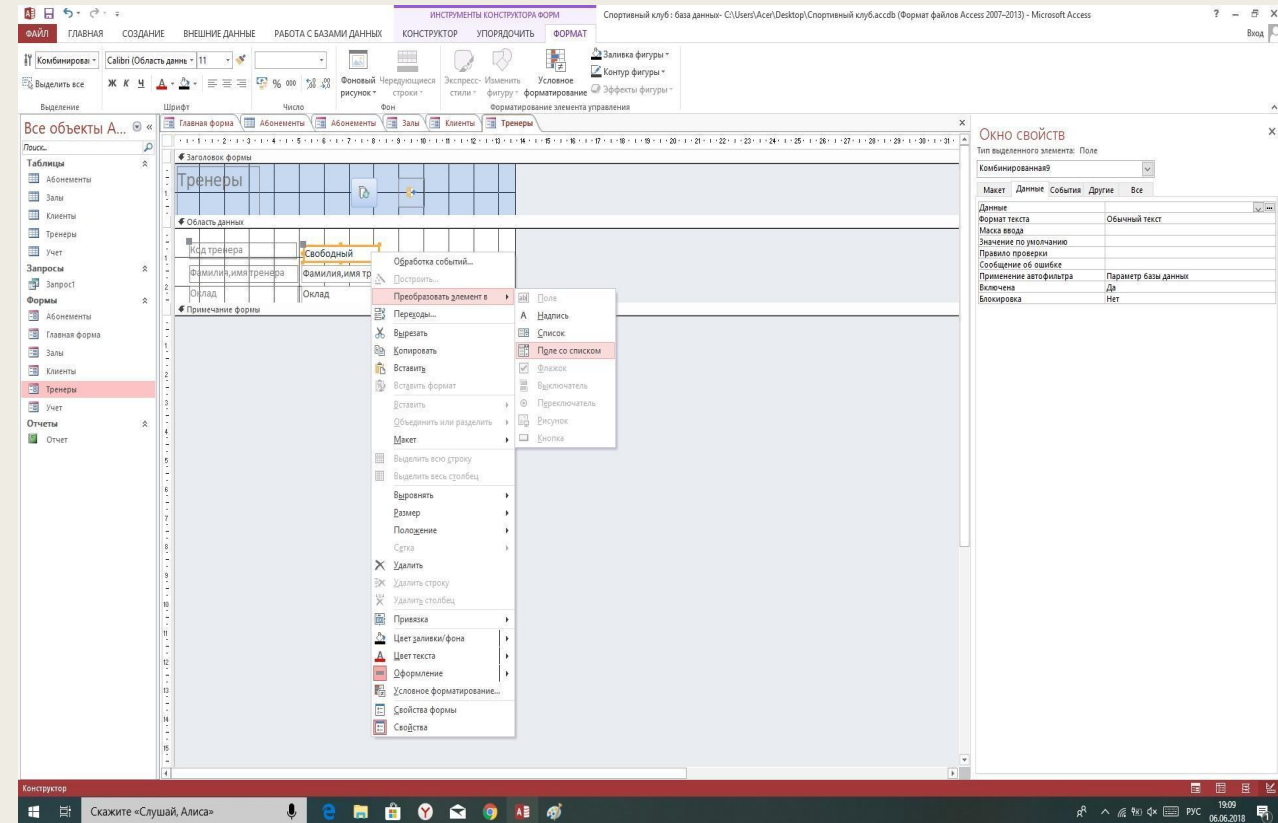 ИНСТРУМЕНТЫ КОНСТРУКТОРА ФОРМ
Спортивный клуб : база данных- C:\Users\Acer\Desktop\Спортивный клуб.accdb (Формат файлов Access 2007–2013) - Microsoft Access
ФАЙЛ ГЛАВНАЯ СОЗДАНИЕ ВНЕШНИЕ ДАННЫЕ РАБОТА С БАЗАМИ ДАННЫХ КОНСТРУКТОР УПОРЯДОЧИТЬ ФОРМАТ
Вход
Комбинирова
Calibri (Область даннь 11
Выделить все
Ж К Ч
% 000
Фоновый рисунок
Чередующиеся строки
Экспресс-стили
Изменить фигуру
Условное форматирование
Заливка фигуры
Контур фигуры
Эффекты фигуры
Выделение Шрифт Число Фон Форматирование элемента управления
Все объекты A...
Поиск...
Таблицы
Абонементы
Залы
Клиенты
Тренеры
Учет
Запросы
Запрос1
Формы
Абонементы
Главная форма
Залы
Клиенты
Тренеры
Учет
Отчеты
Отчет
Главная форма Абонементы Абонементы Залы Клиенты Тренеры
Заголовок формы
Тренеры
Область данных
Код тренера Свободный
Фамилия,имя тренера Фамилия,имя тр
Оклад Оклад
Примечание формы
Обработка событий...
Построить...
Преобразовать элемент в
Переходы...
Вырезать
Копировать
Вставить
Вставить формат
Вставить
Объединить или разделить
Макет
Выделить всю строку
Выделить весь столбец
Выровнять
Размер
Положение
Сетка
Удалить
Удалить строку
Удалить столбец
Привязка
Цвет заливки/фона
Цвет текста
Оформление
Условное форматирование...
Свойства формы
Свойства
Поле
Надпись
Список
Поле со списком
Флажок
Выключатель
Переключатель
Рисунок
Кнопка
Окно свойств
Тип выделенного элемента: Поле
Комбинированная9
Макет Данные События Другие Все
Данные
Формат текста Обычный текст
Маска ввода
Значение по умолчанию
Правило проверки
Сообщение об ошибке
Применение автофильтра Параметр базы данных
Включена Да
Блокировка Нет
Конструктор
Скажите «Слушай, Алиса»
РУС
19:09
06.06.2018